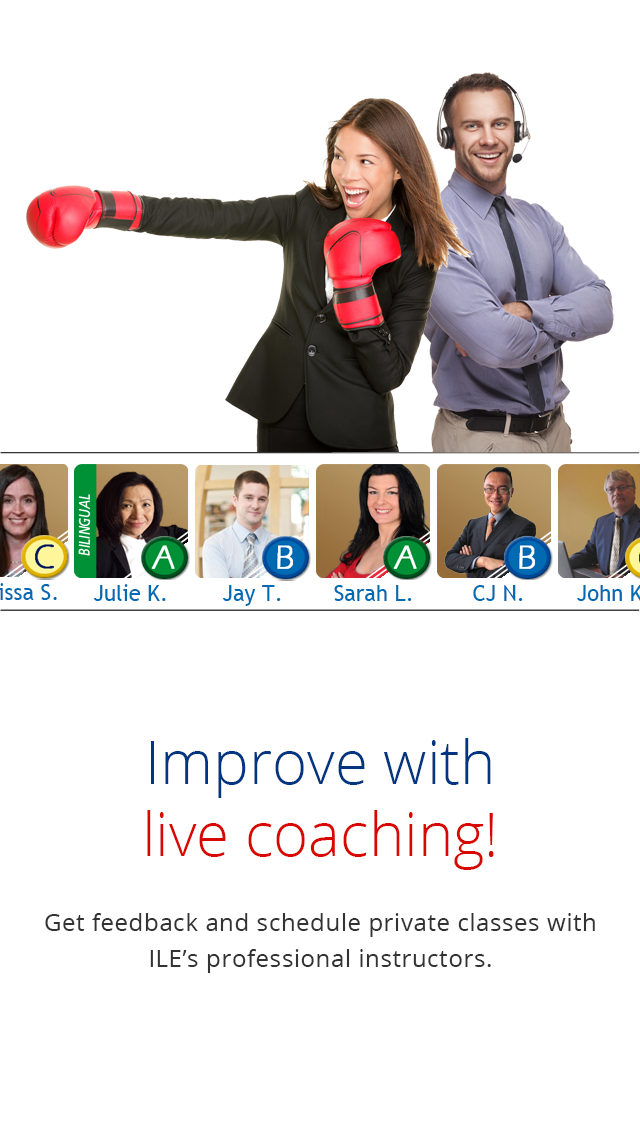 BILINGUAL
C
A
B
A
B
issa S.
Julie K.
Jay T.
Sarah L.
CJ N.
John K
Improve with
live coaching!
Get feedback and schedule private classes with
ILE’s professional instructors.